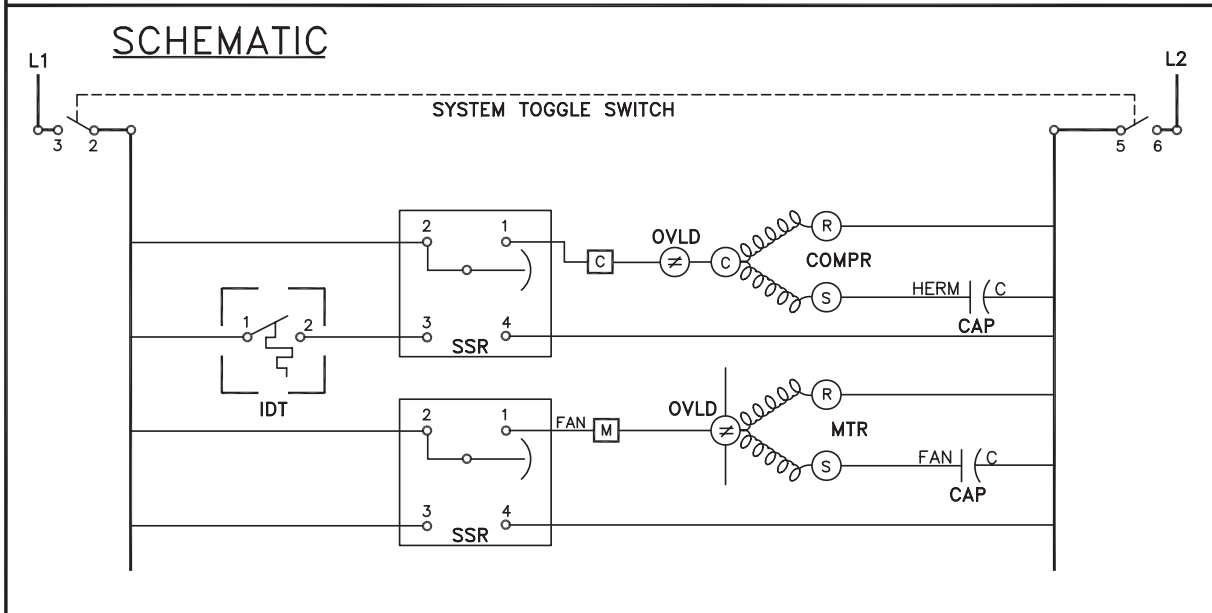 SCHEMATIC
L1
L2
SYSTEM TOGGLE SWITCH
3 2
5 6
2 1
C
OVLD
C
R
COMPR
S
HERM C
CAP
1 2
IDT
3 4
SSR
2 1
FAN M
OVLD
R
MTR
S
FAN C
CAP
3 4
SSR